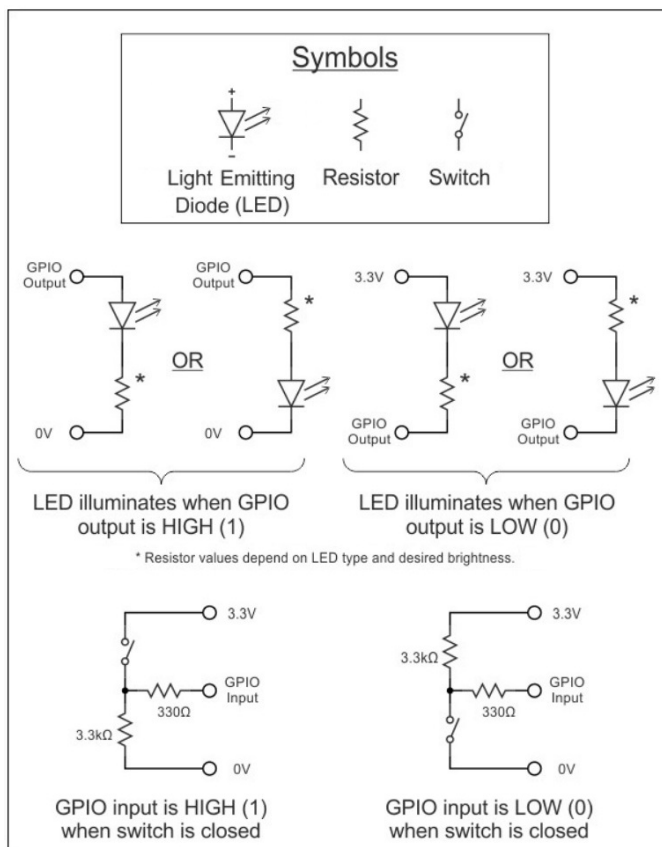 Symbols
+
−
Light Emitting
Diode (LED)
Resistor
Switch
GPIO
Output
*
OR
0V
GPIO
Output
*
0V
3.3V
*
OR
GPIO
Output
3.3V
*
GPIO
Output
LED illuminates when GPIO
output is HIGH (1)
LED illuminates when GPIO
output is LOW (0)
* Resistor values depend on LED type and desired brightness.
3.3V
GPIO
Input
330Ω
3.3kΩ
0V
GPIO input is HIGH (1)
when switch is closed
3.3V
3.3kΩ
GPIO
Input
330Ω
0V
GPIO input is LOW (0)
when switch is closed